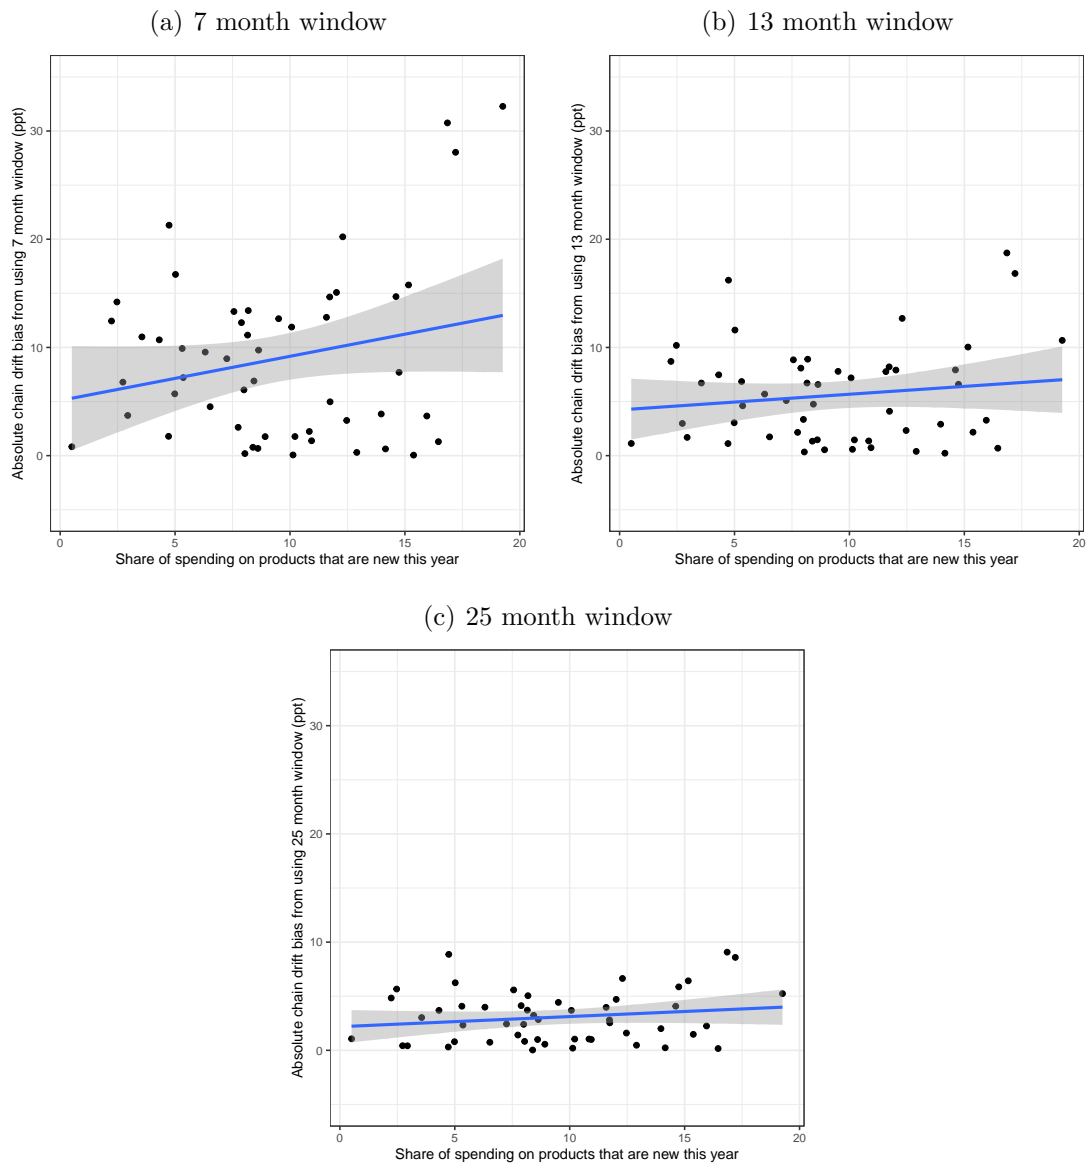 (a) 7 month window
Absolute chain drift bias from using 7 month window (ppt)
30
20
10
0
0 5 10 15 20
Share of spending on products that are new this year
(b) 13 month window
Absolute chain drift bias from using 13 month window (ppt)
30
20
10
0
0 5 10 15 20
Share of spending on products that are new this year
(c) 25 month window
Absolute chain drift bias from using 25 month window (ppt)
30
20
10
0
0 5 10 15 20
Share of spending on products that are new this year